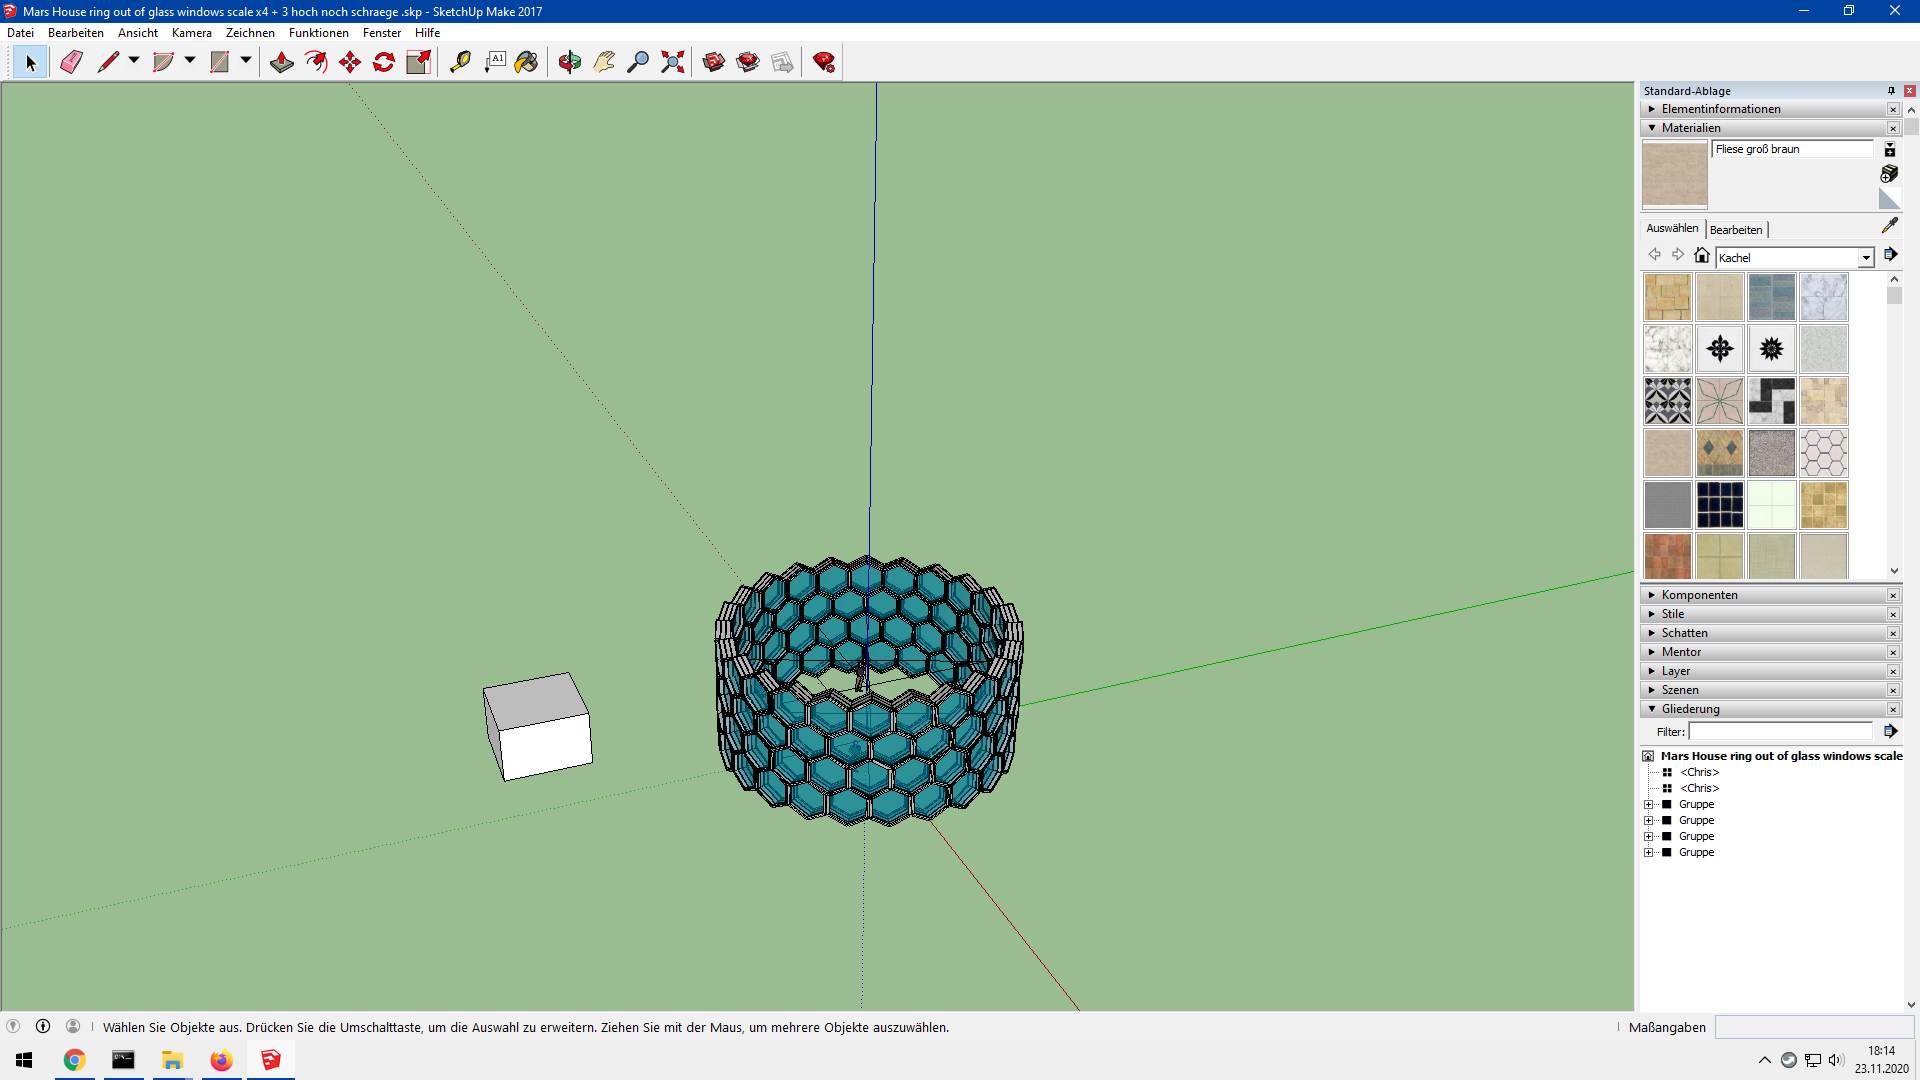 Mars House ring out of glass windows scale x4 + 3 hoch noch schraege .skp - SketchUp Make 2017
Datei Bearbeiten Ansicht Kamera Zeichnen Funktionen Fenster Hilfe
A1
Standard-Ablage
Elementinformationen
Materialien
Fliese groß braun
Auswählen Bearbeiten
Kachel
Komponenten
Stile
Schatten
Mentor
Layer
Szenen
Gliederung
Filter:
Mars House ring out of glass windows scale
<Chris>
<Chris>
Gruppe
Gruppe
Gruppe
Gruppe
Wählen Sie Objekte aus. Drücken Sie die Umschalttaste, um die Auswahl zu erweitern. Ziehen Sie mit der Maus, um mehrere Objekte auszuwählen.
Maßangaben
18:14
23.11.2020